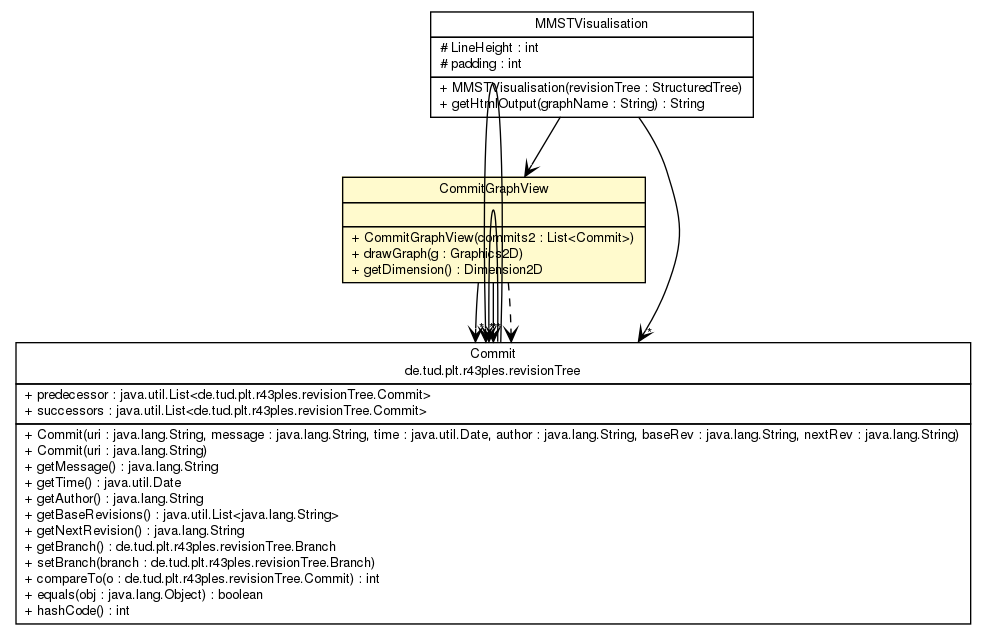 MMSTVisualisation
# LineHeight : int
# padding : int
+ MMSTVisualisation(revisionTree : StructuredTree)
+ getHtmlOutput(graphName : String) : String
CommitGraphView
+ CommitGraphView(commits2 : List<Commit>)
+ drawGraph(g : Graphics2D)
+ getDimension() : Dimension2D
Commit
de.tud.plt.r43ples.revisionTree
+ predecessor : java.util.List<de.tud.plt.r43ples.revisionTree.Commit>
+ successors : java.util.List<de.tud.plt.r43ples.revisionTree.Commit>
+ Commit(uri : java.lang.String, message : java.lang.String, time : java.util.Date, author : java.lang.String, baseRev : java.lang.String, nextRev : java.lang.String)
+ Commit(uri : java.lang.String)
+ getMessage() : java.lang.String
+ getTime() : java.util.Date
+ getAuthor() : java.lang.String
+ getBaseRevisions() : java.util.List<java.lang.String>
+ getNextRevision() : java.lang.String
+ getBranch() : de.tud.plt.r43ples.revisionTree.Branch
+ setBranch(branch : de.tud.plt.r43ples.revisionTree.Branch)
+ compareTo(o : de.tud.plt.r43ples.revisionTree.Commit) : int
+ equals(obj : java.lang.Object) : boolean
+ hashCode() : int